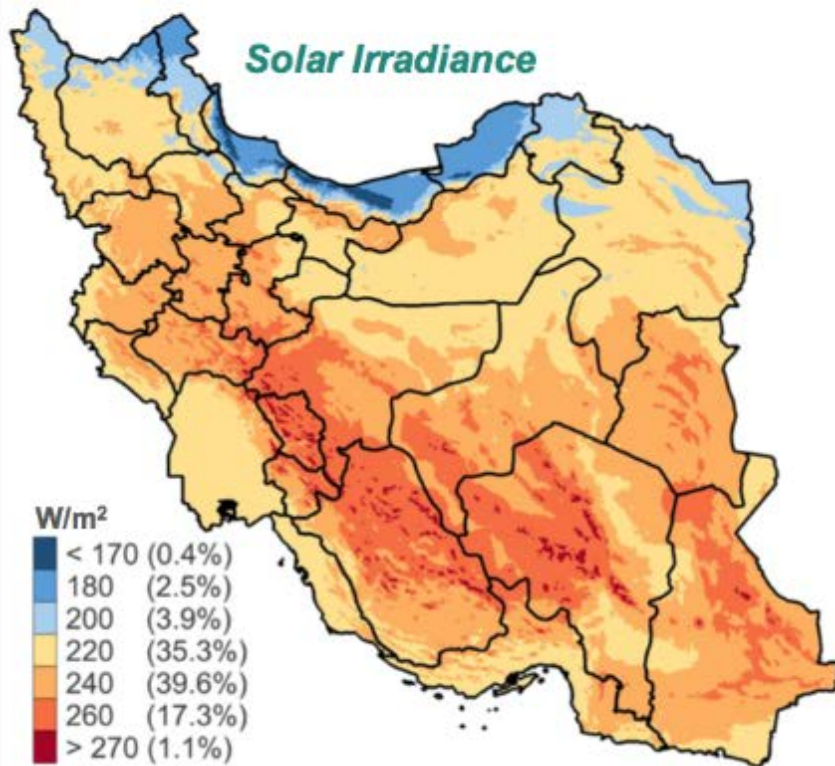 Solar Irradiance
W/m²
< 170 (0.4%)
180 (2.5%)
200 (3.9%)
220 (35.3%)
240 (39.6%)
260 (17.3%)
> 270 (1.1%)